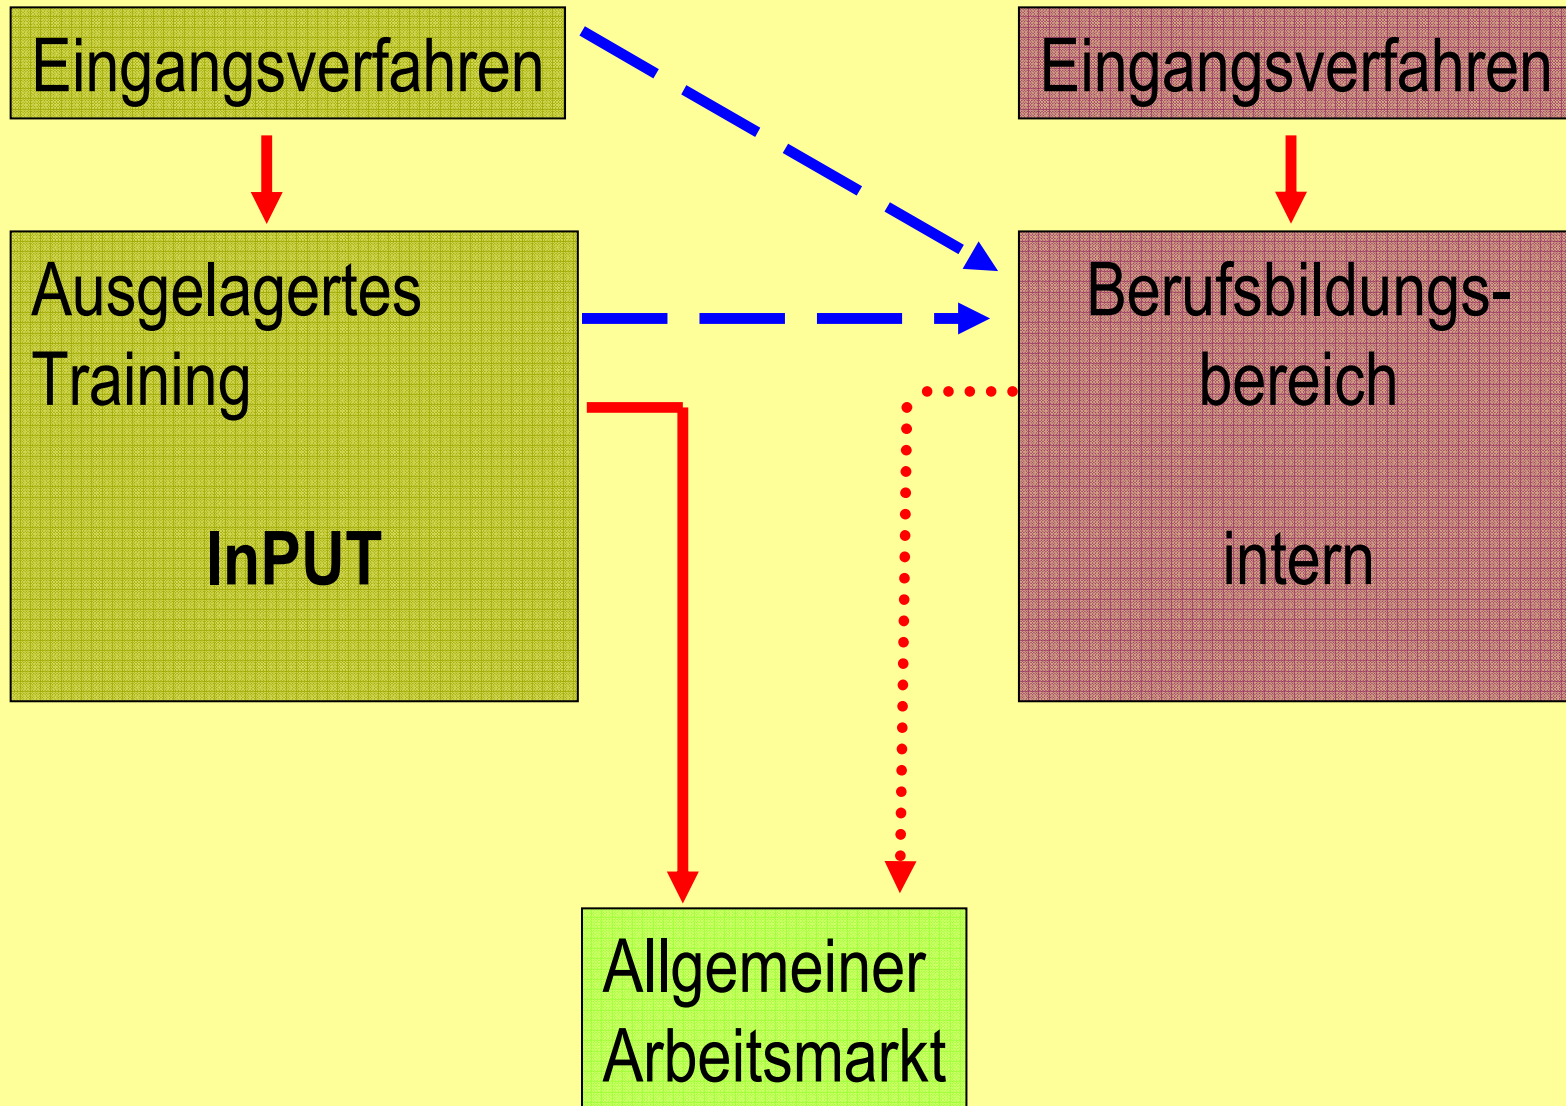 Eingangsverfahren
Eingangsverfahren
Ausgelagertes
Training
InPUT
Berufsbildungs-
bereich
intern
Allgemeiner
Arbeitsmarkt